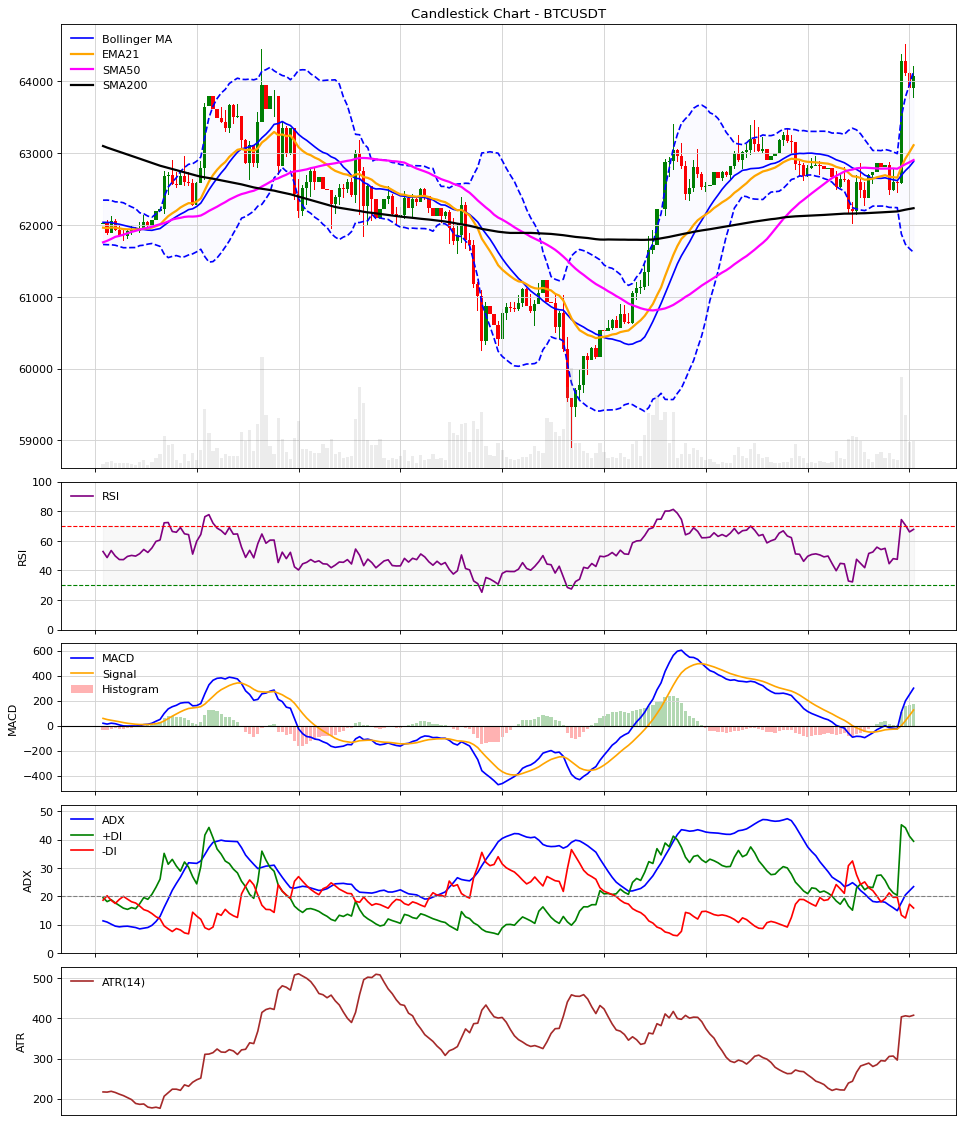 Candlestick Chart - BTCUSDT
Bollinger MA
EMA21
SMA50
SMA200
64000
63000
62000
61000
60000
59000
RSI
RSI
100
80
60
40
20
0
MACD
Signal
Histogram
MACD
600
400
200
0
−200
−400
ADX
+DI
-DI
ADX
50
40
30
20
10
0
ATR(14)
ATR
500
400
300
200